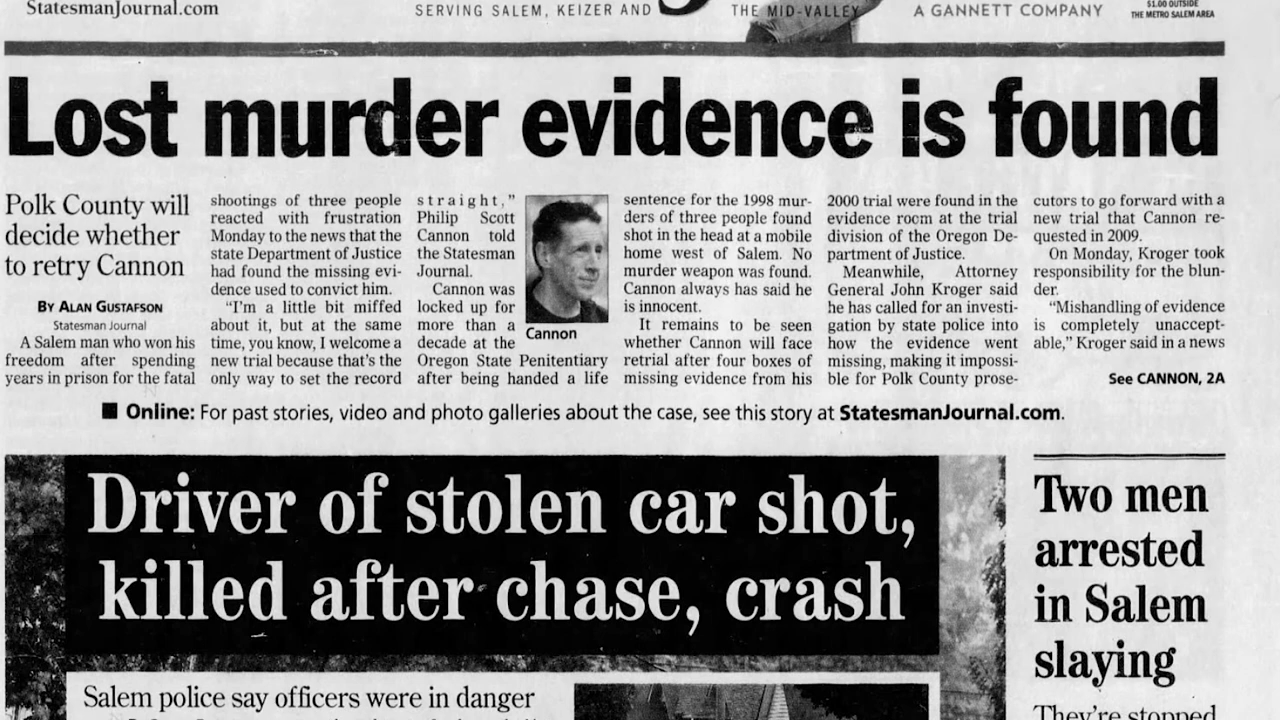 StatesmanJournal.com
SERVING SALEM, KEIZER AND THE MID-VALLEY
A GANNETT COMPANY
$1.00 OUTSIDE
THE METRO SALEM AREA
Lost murder evidence is found
Polk County will
decide whether
to retry Cannon
BY ALAN GUSTAFSON
Statesman Journal
A Salem man who won his
freedom after spending
years in prison for the fatal
shootings of three people
reacted with frustration
Monday to the news that the
state Department of Justice
had found the missing evi-
dence used to convict him.
“I'm a little bit miffed
about it, but at the same
time, you know, I welcome a
new trial because that's the
only way to set the record
straight,”
Philip Scott
Cannon told
the Statesman
Journal.
Cannon was
locked up for
more than a
decade at the
Oregon State Penitentiary
after being handed a life
Cannon
sentence for the 1998 mur-
ders of three people found
shot in the head at a mobile
home west of Salem. No
murder weapon was found.
Cannon always has said he
is innocent.
It remains to be seen
whether Cannon will face
retrial after four boxes of
missing evidence from his
2000 trial were found in the
evidence room at the trial
division of the Oregon De-
partment of Justice.
Meanwhile, Attorney
General John Kroger said
he has called for an investi-
gation by state police into
how the evidence went
missing, making it impossi-
ble for Polk County prose-
cutors to go forward with a
new trial that Cannon re-
quested in 2009.
On Monday, Kroger took
responsibility for the blun-
der.
“Mishandling of evidence
is completely unaccept-
able,” Kroger said in a news
See CANNON, 2A
■ Online: For past stories, video and photo galleries about the case, see this story at StatesmanJournal.com.
Driver of stolen car shot,
killed after chase, crash
Salem police say officers were in danger
Two men
arrested
in Salem
slaying
They're stopped